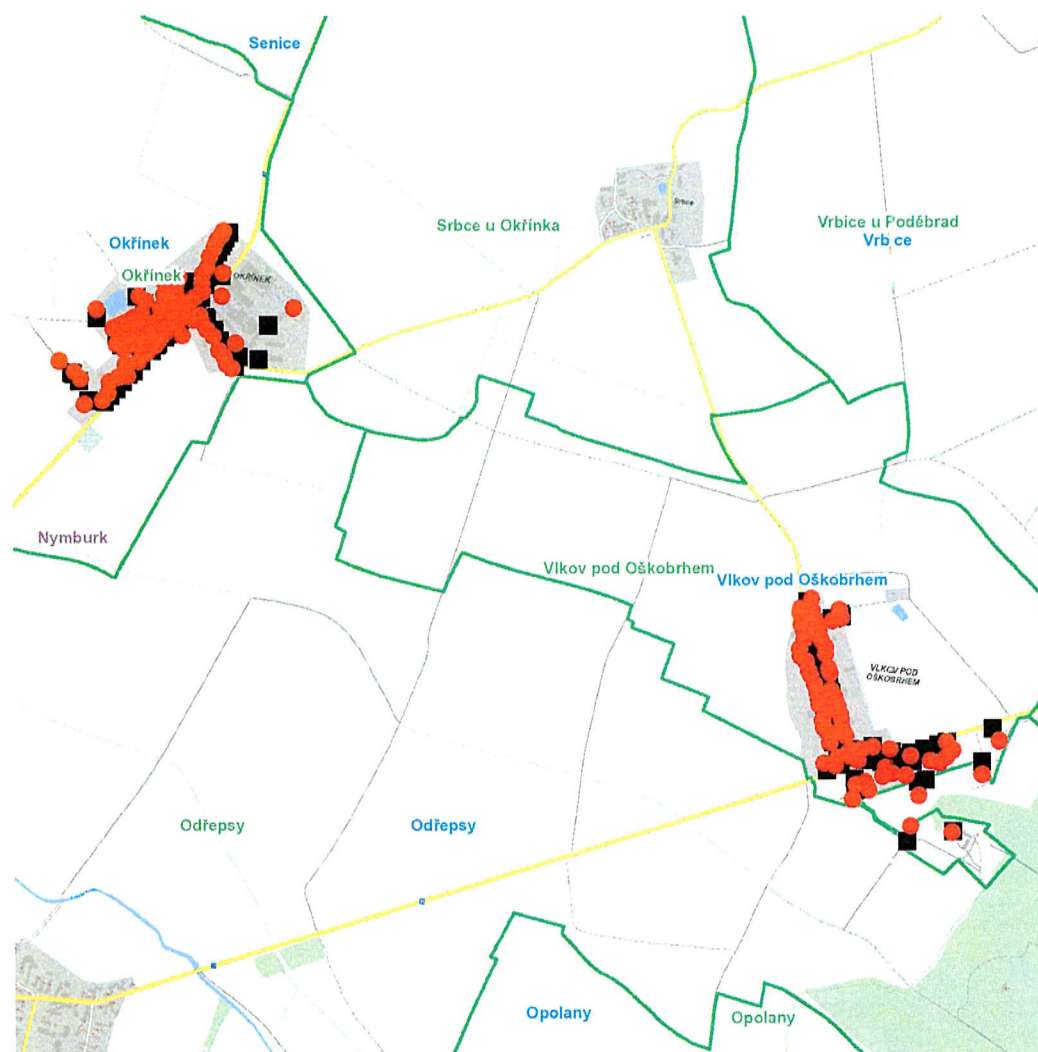 Senice
Srbce
Srbce u Okřínka
Vrbice u Poděbrad
Vrb ce
Okřínek
Okřínek
OKŘÍNEK
Nymburk
Vlkov pod Oškobrhem
Vlkov pod Oškobrhem
VLKOV POD
OŠKOBRHEM
Odřepsy
Odřepsy
Opolany
Opolany